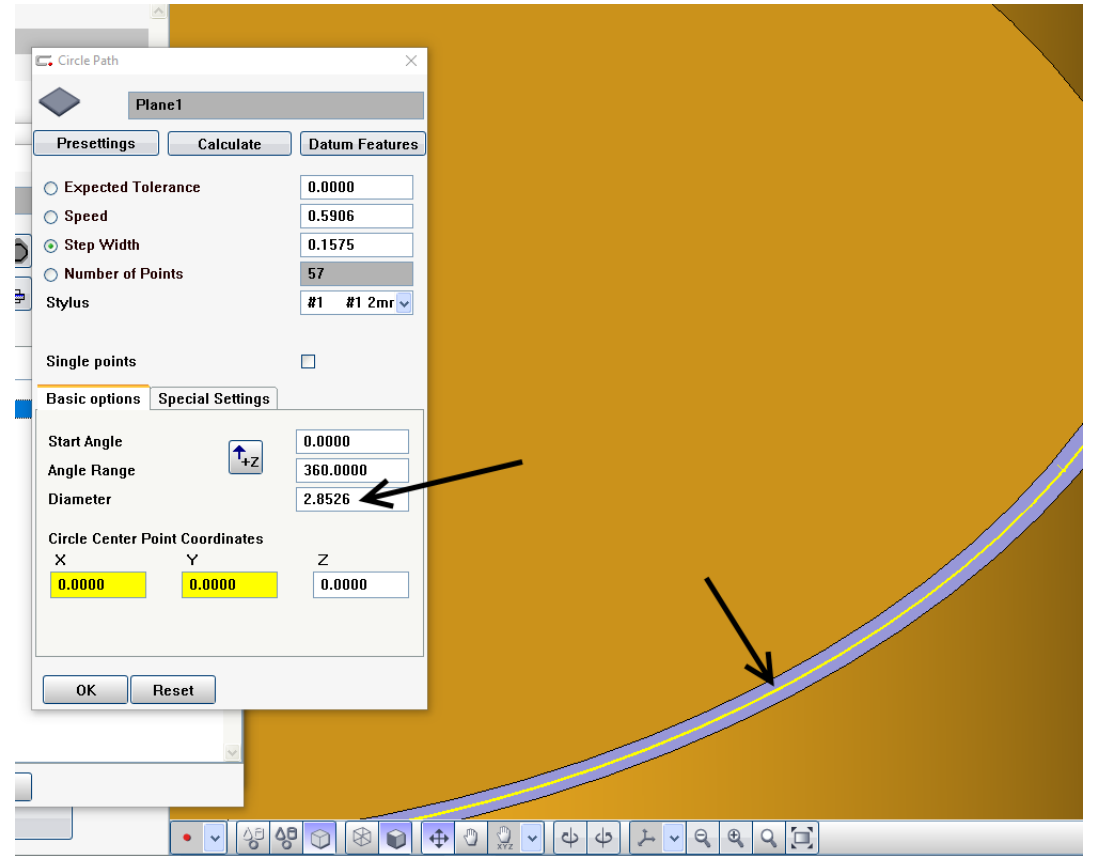 Circle Path
Plane1
Presettings Calculate Datum Features
Expected Tolerance 0.0000
Speed 0.5906
Step Width 0.1575
Number of Points 57
Stylus #1 #1 2mr
Single points
Basic options Special Settings
Start Angle 0.0000
+Z
Angle Range 360.0000
Diameter 2.8526
Circle Center Point Coordinates
X Y Z
0.0000 0.0000 0.0000
OK Reset
XYZ